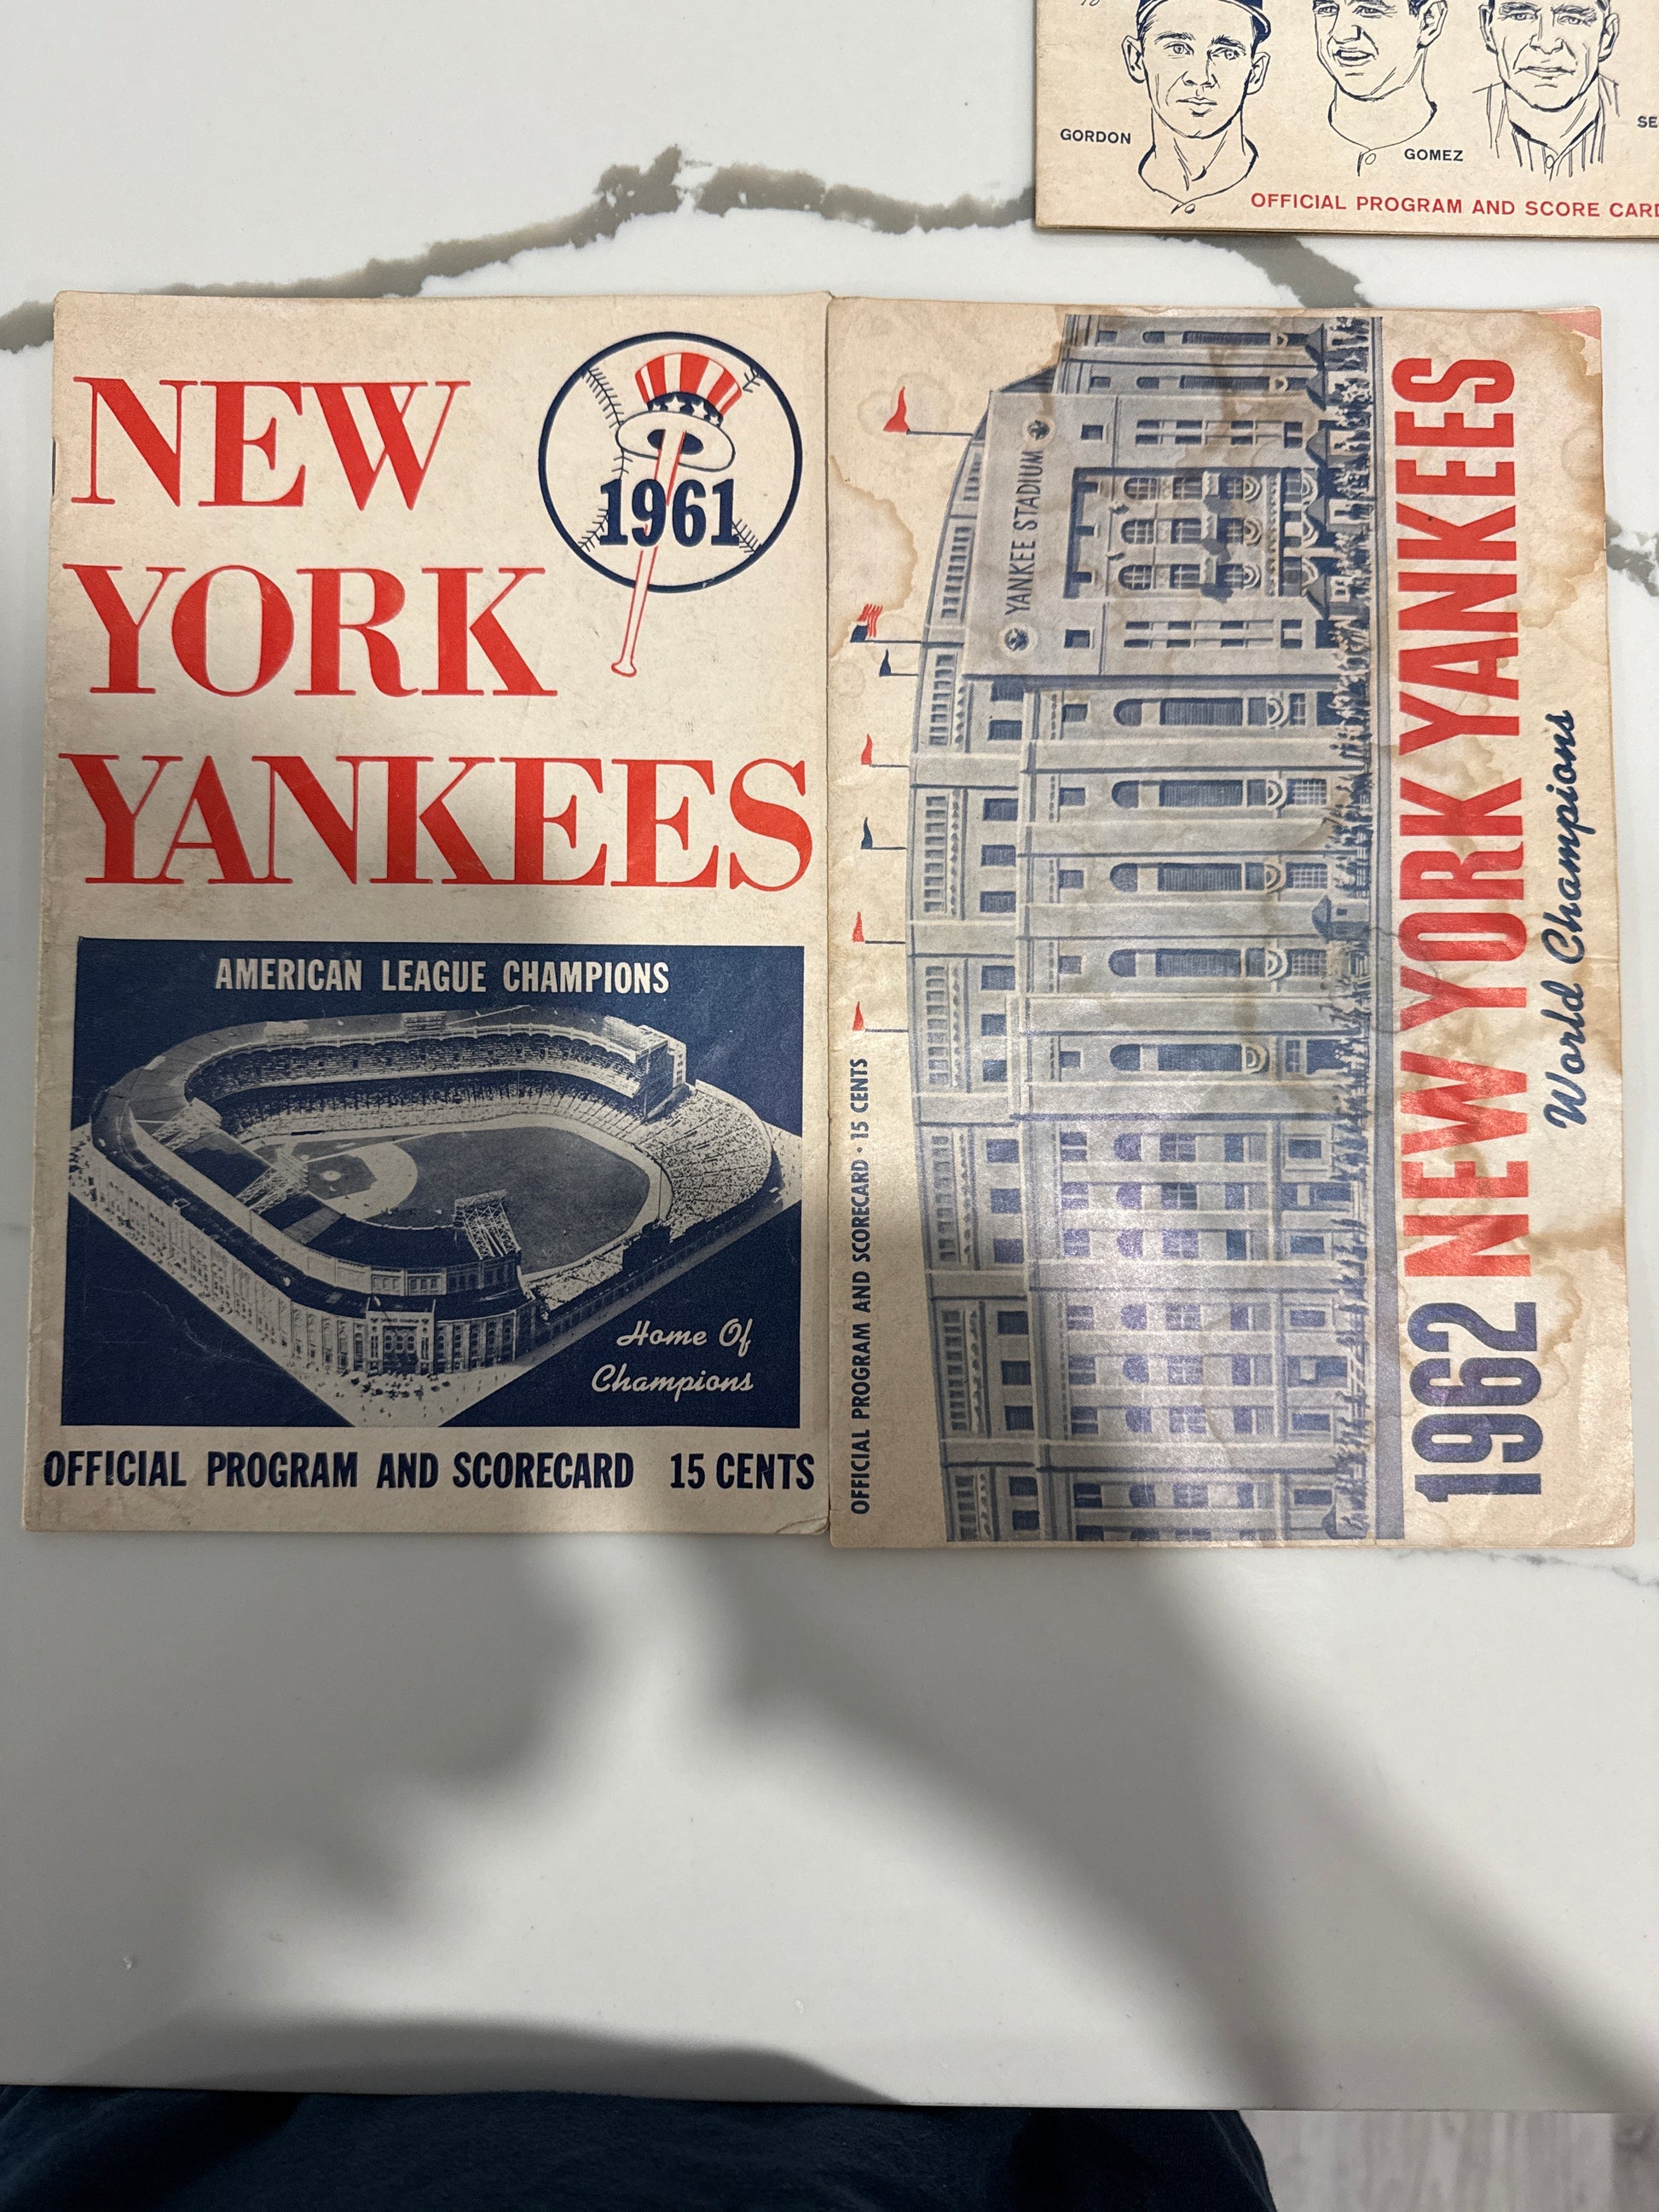 GORDON
GOMEZ
OFFICIAL PROGRAM AND SCORE CARD
NEW
YORK
YANKEES
1961
AMERICAN LEAGUE CHAMPIONS
Home Of
Champions
OFFICIAL PROGRAM AND SCORECARD 15 CENTS
OFFICIAL PROGRAM AND SCORECARD · 15 CENTS
YANKEE STADIUM
1962 NEW YORK YANKEES
World Champions